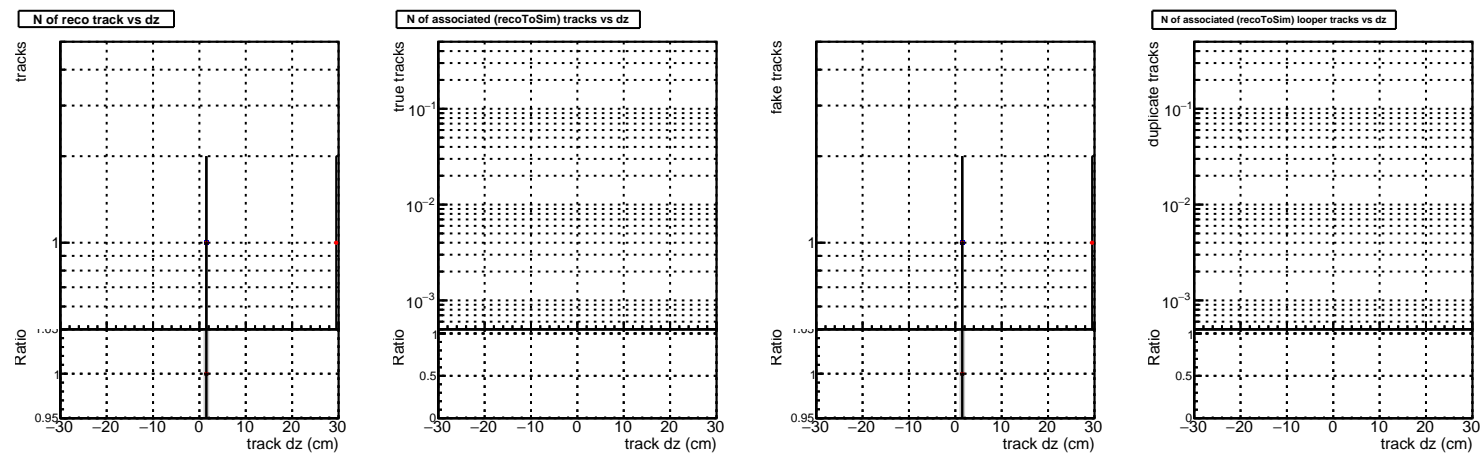 N of reco track vs dz
tracks
1
Ratio
1.05
1
0.95
−30 −20 −10 0 10 20 30
track dz (cm)
N of associated (recoToSim) tracks vs dz
true tracks
10−1
10−2
10−3
Ratio
1
0.5
0
−30 −20 −10 0 10 20 30
track dz (cm)
fake tracks
1
Ratio
1.05
1
0.95
−30 −20 −10 0 10 20 30
track dz (cm)
N of associated (recoToSim) looper tracks vs dz
duplicate tracks
10−1
10−2
10−3
Ratio
1
0.5
0
−30 −20 −10 0 10 20 30
track dz (cm)